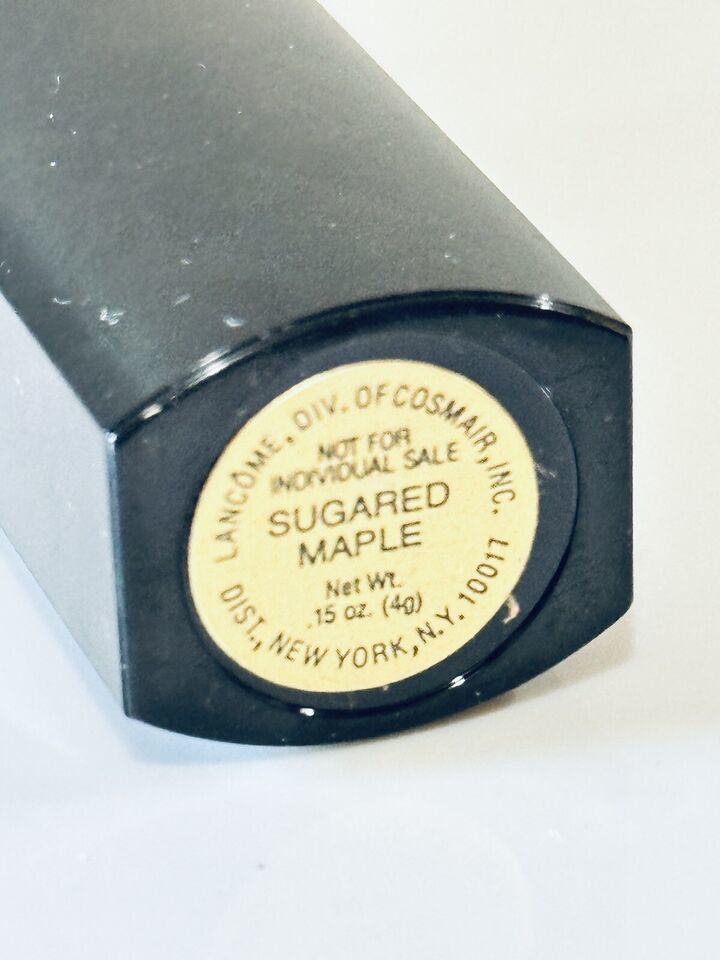 LANCÔME, DIV. OF COSMAIR, INC.
NOT FOR
INDIVIDUAL SALE
SUGARED
MAPLE
Net Wt.
.15 oz. (4g)
DIST., NEW YORK, N.Y. 10017